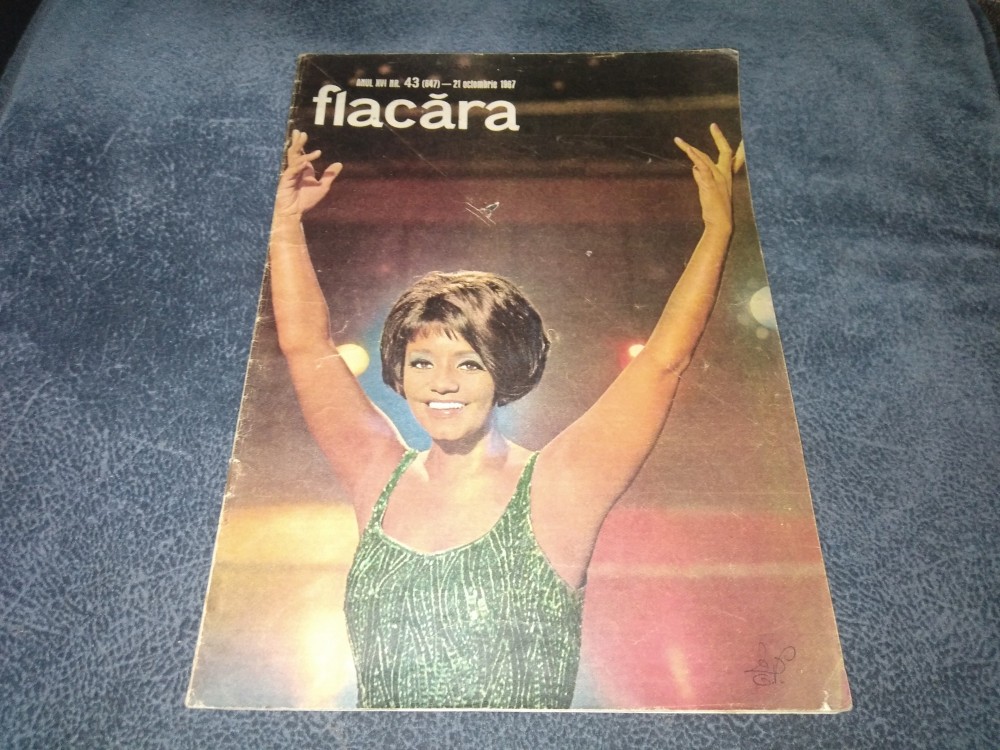 ANUL XVI NR. 43 (647) — 21 octombrie 1967
flacăra